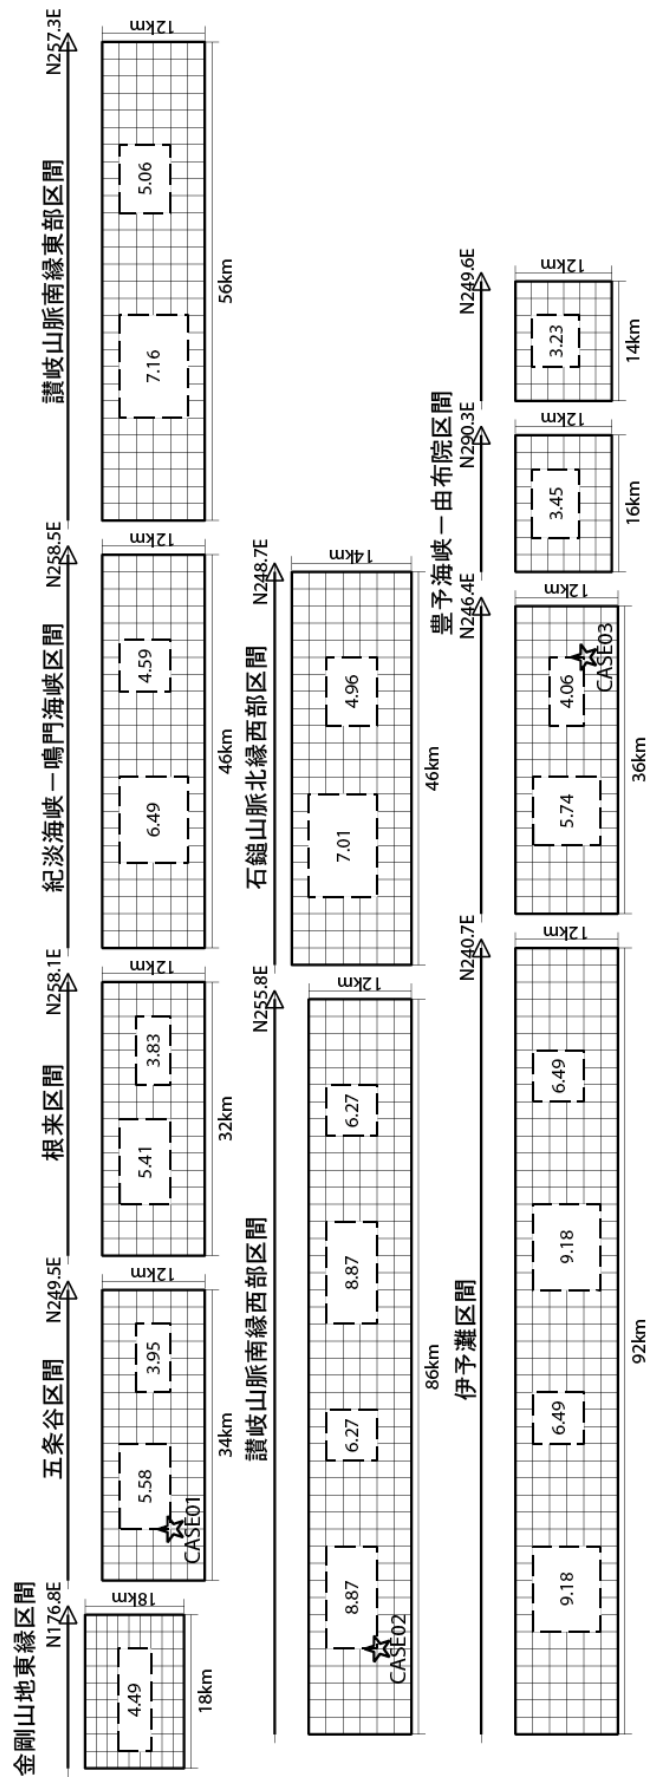 金剛山地東縁区間
N176.8E
18km
4.49
18km
五条谷区間
N249.5E
12km
5.58
3.95
CASE01
34km
根来区間
N258.1E
12km
5.41
3.83
32km
紀淡海峡－鳴門海峡区間
N258.5E
12km
6.49
4.59
46km
讃岐山脈南縁東部区間
N257.3E
12km
7.16
5.06
56km
讃岐山脈南縁西部区間
N255.8E
12km
8.87
6.27
8.87
6.27
CASE02
86km
石鎚山脈北縁西部区間
N248.7E
14km
7.01
4.96
46km
伊予灘区間
N240.7E
12km
9.18
6.49
9.18
6.49
92km
豊予海峡－由布院区間
N246.4E
12km
5.74
4.06
CASE03
36km
N290.3E
12km
3.45
16km
N249.6E
12km
3.23
14km